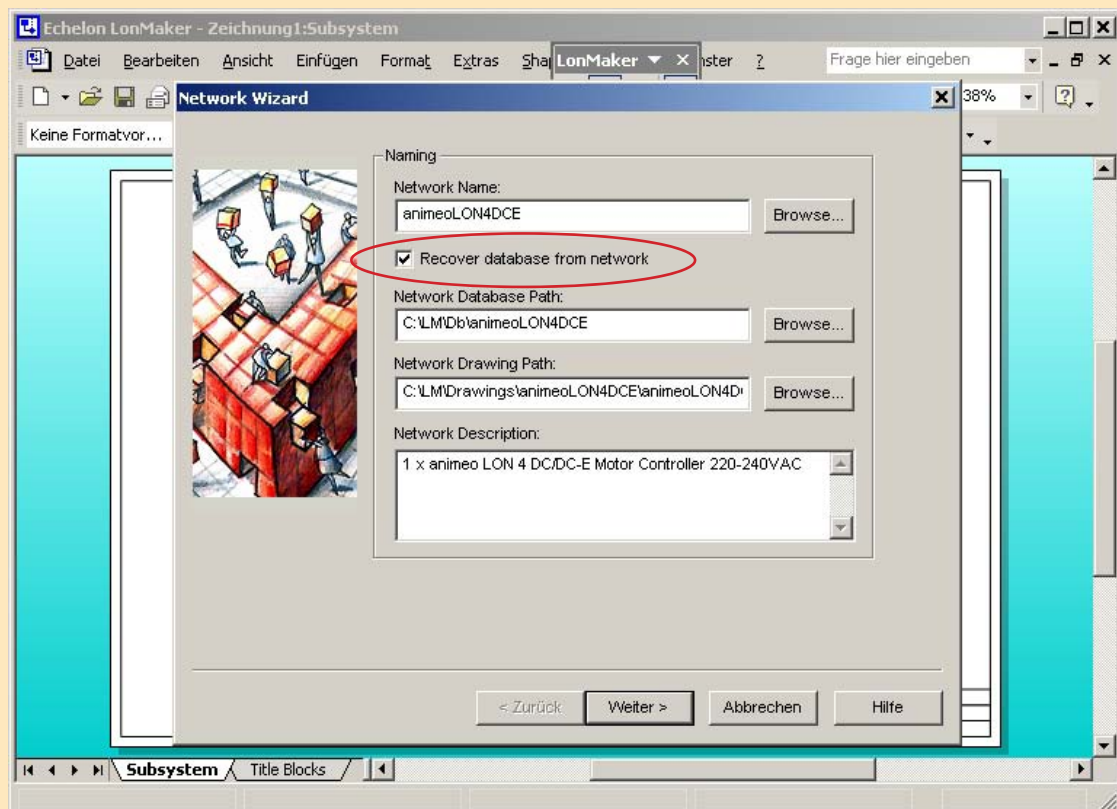 Echelon LonMaker - Zeichnung1:Subsystem
Datei Bearbeiten Ansicht Einfügen Format Extras Sha LonMaker nster ? Frage hier eingeben
Network Wizard 38%
Keine Formatvor...
Naming
Network Name:
animeoLON4DCE Browse...
Recover database from network
Network Database Path:
C:\LM\Db\animeoLON4DCE Browse...
Network Drawing Path:
C:\LM\Drawings\animeoLON4DCE\animeoLON4D Browse...
Network Description:
1 x animeo LON 4 DC/DC-E Motor Controller 220-240VAC
< Zurück Weiter > Abbrechen Hilfe
Subsystem Title Blocks